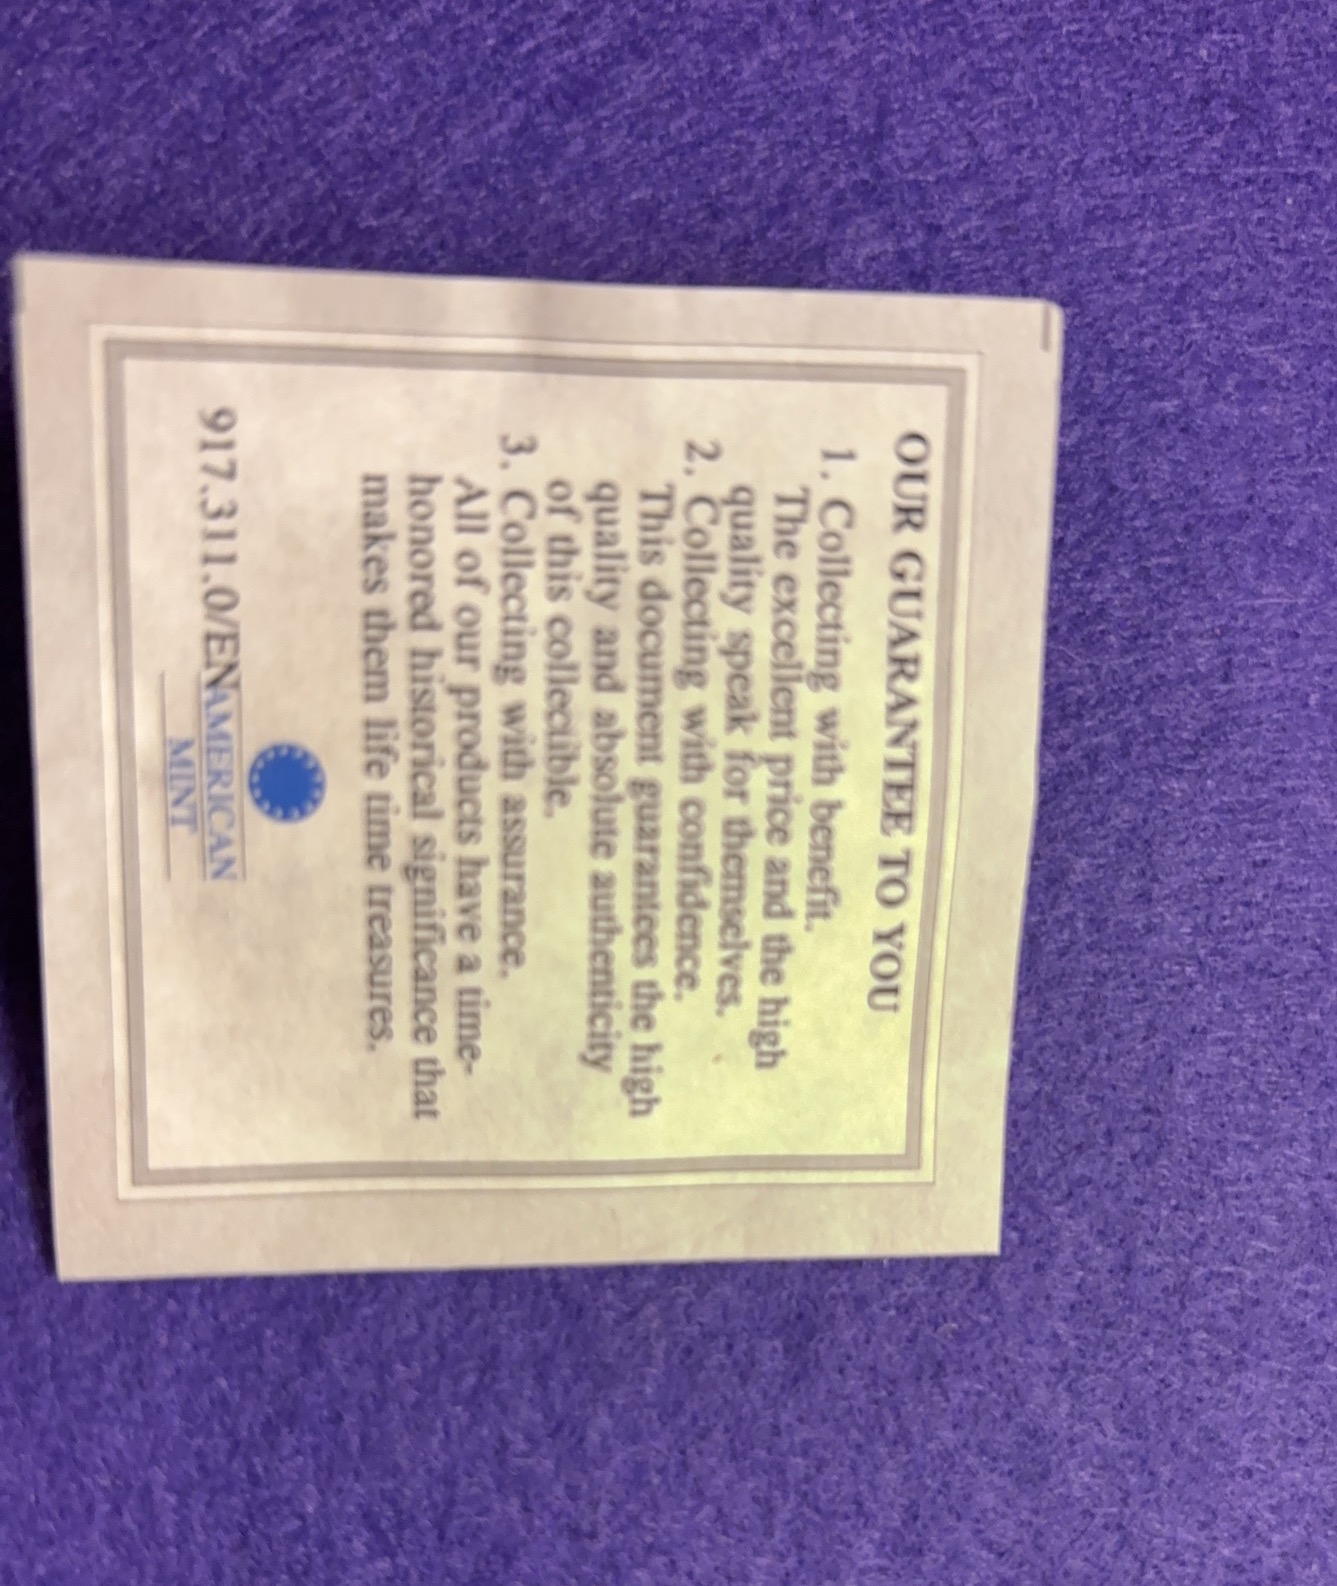 OUR GUARANTEE TO YOU
1. Collecting with benefit.
The excellent price and the high
quality speak for themselves.
2. Collecting with confidence.
This document guarantees the high
quality and absolute authenticity
of this collectible.
3. Collecting with assurance.
All of our products have a time-
honored historical significance that
makes them life time treasures.
917.311.0/EN
AMERICAN
MINT